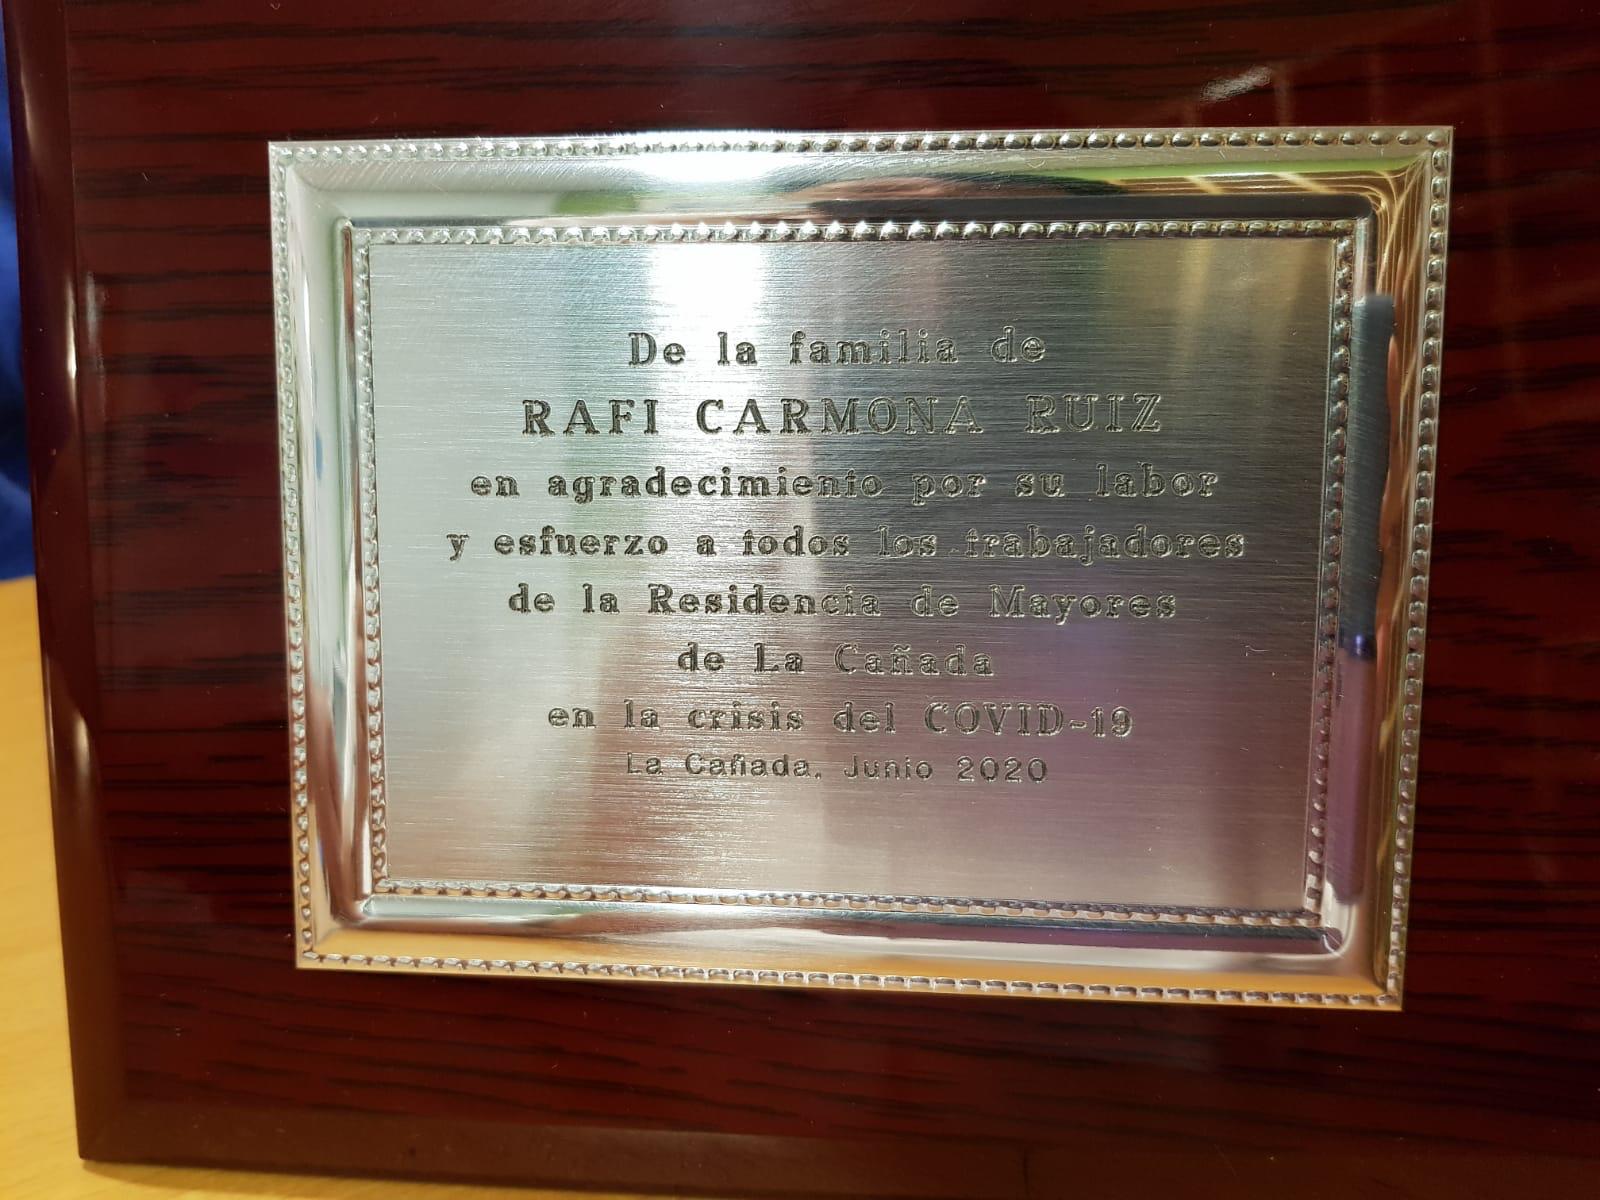 De la familia de
RAFI CARMONA RUIZ
en agradecimiento por su labor
y esfuerzo a todos los trabajadores
de la Residencia de Mayores
de La Cañada
en la crisis del COVID-19
La Cañada, Junio 2020